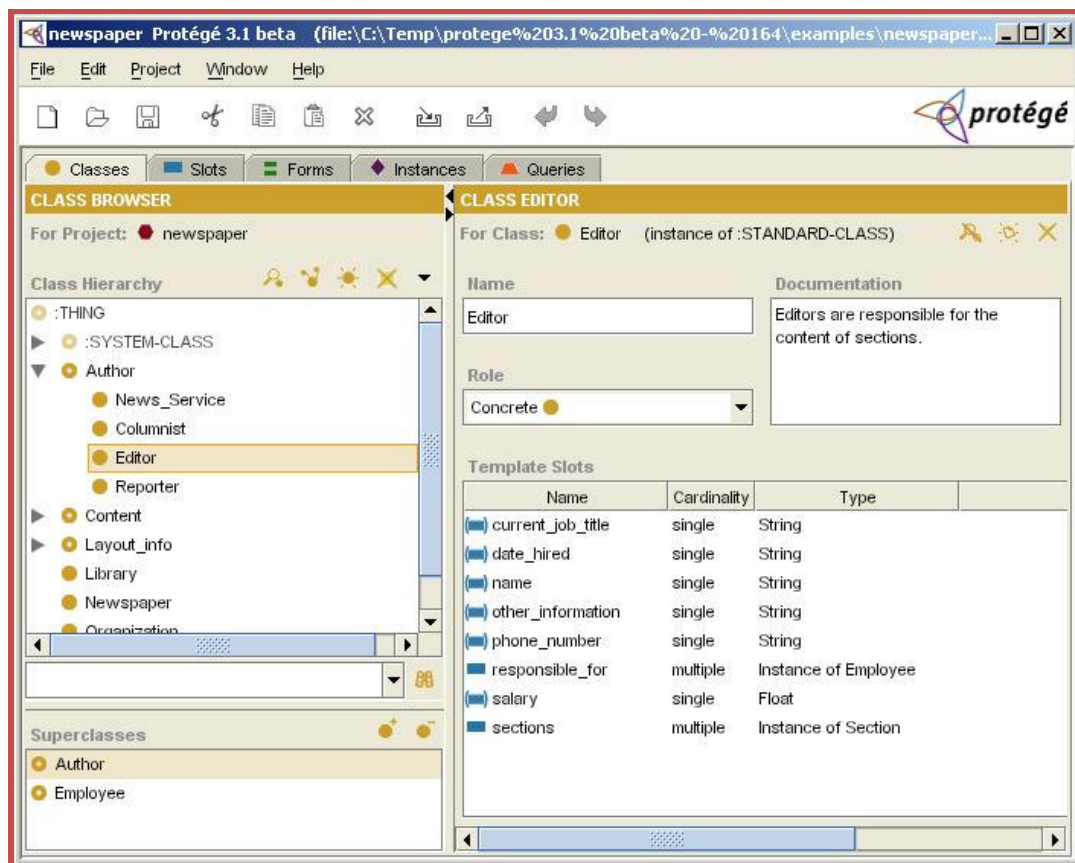 newspaper Protégé 3.1 beta (file:\C:\Temp\protege%203.1%20beta%20-%20164\examples\newspaper...
File Edit Project Window Help
protégé
Classes Slots Forms Instances Queries
CLASS BROWSER
For Project: newspaper
Class Hierarchy
:THING
:SYSTEM-CLASS
Author
News_Service
Columnist
Editor
Reporter
Content
Layout_info
Library
Newspaper
Organization
Superclasses
Author
Employee
CLASS EDITOR
For Class: Editor (instance of :STANDARD-CLASS)
Name
Editor
Role
Concrete
Documentation
Editors are responsible for the
content of sections.
Template Slots
Name Cardinality Type
current_job_title single String
date_hired single String
name single String
other_information single String
phone_number single String
responsible_for multiple Instance of Employee
salary single Float
sections multiple Instance of Section